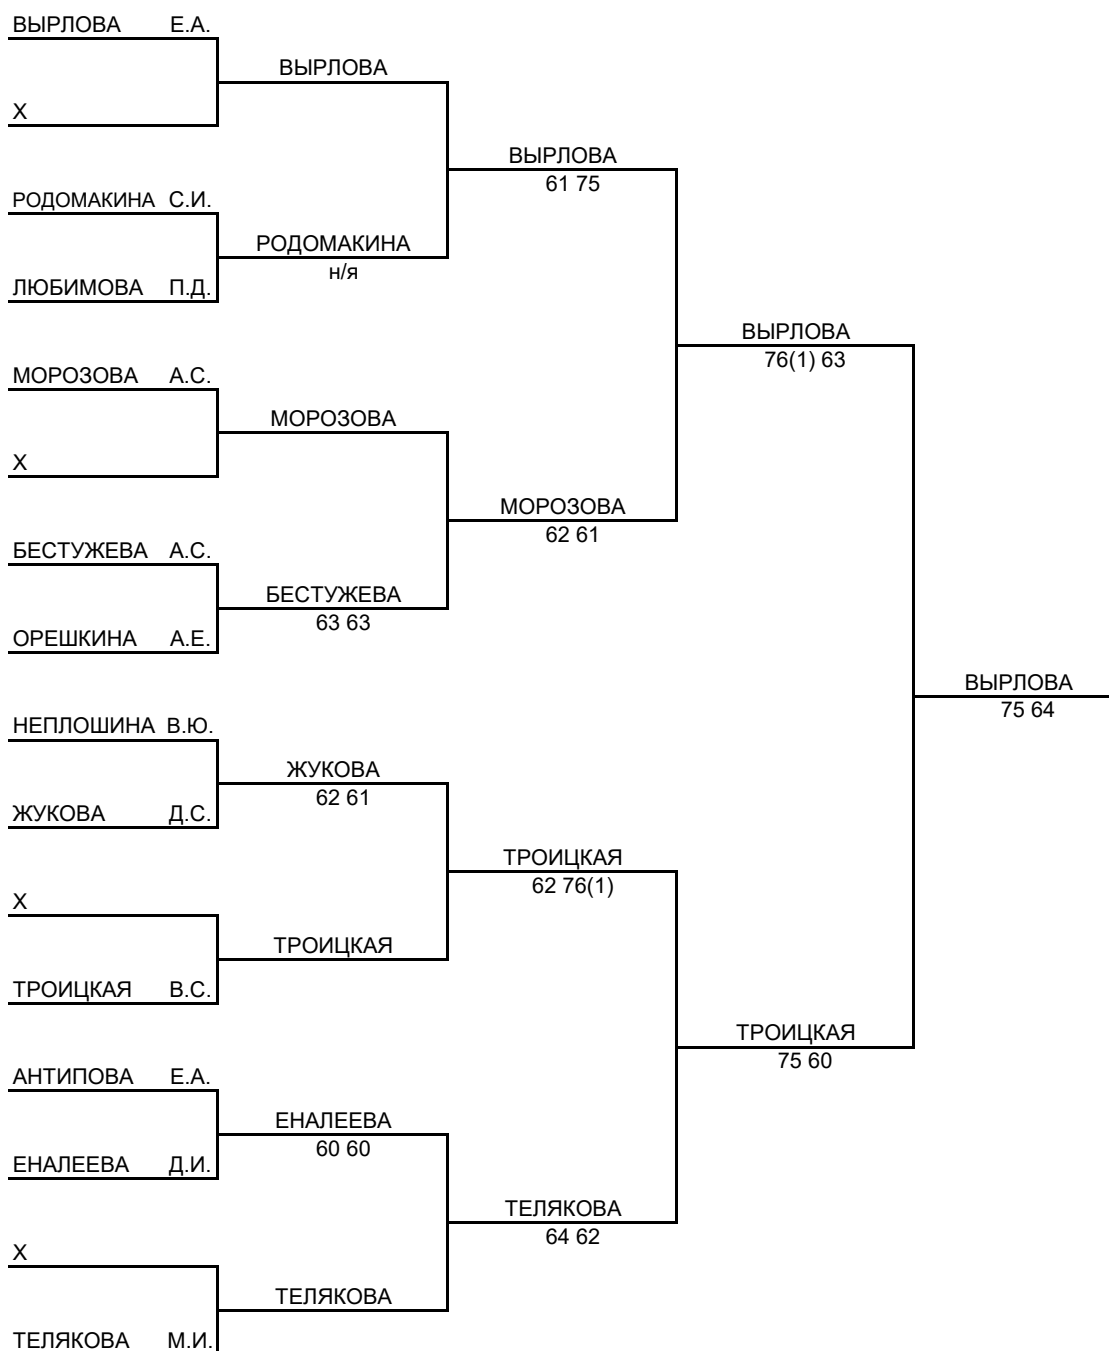 ВЫРЛОВА Е.А.
ВЫРЛОВА
X
ВЫРЛОВА
61 75
РОДОМАКИНА С.И.
РОДОМАКИНА
н/я
ЛЮБИМОВА П.Д.
ВЫРЛОВА
76(1) 63
МОРОЗОВА А.С.
МОРОЗОВА
X
МОРОЗОВА
62 61
БЕСТУЖЕВА А.С.
БЕСТУЖЕВА
63 63
ОРЕШКИНА А.Е.
ВЫРЛОВА
75 64
НЕПЛОШИНА В.Ю.
ЖУКОВА
62 61
ЖУКОВА Д.С.
ТРОИЦКАЯ
62 76(1)
X
ТРОИЦКАЯ
ТРОИЦКАЯ В.С.
ТРОИЦКАЯ
75 60
АНТИПОВА Е.А.
ЕНАЛЕЕВА
60 60
ЕНАЛЕЕВА Д.И.
ТЕЛЯКОВА
64 62
X
ТЕЛЯКОВА
ТЕЛЯКОВА М.И.